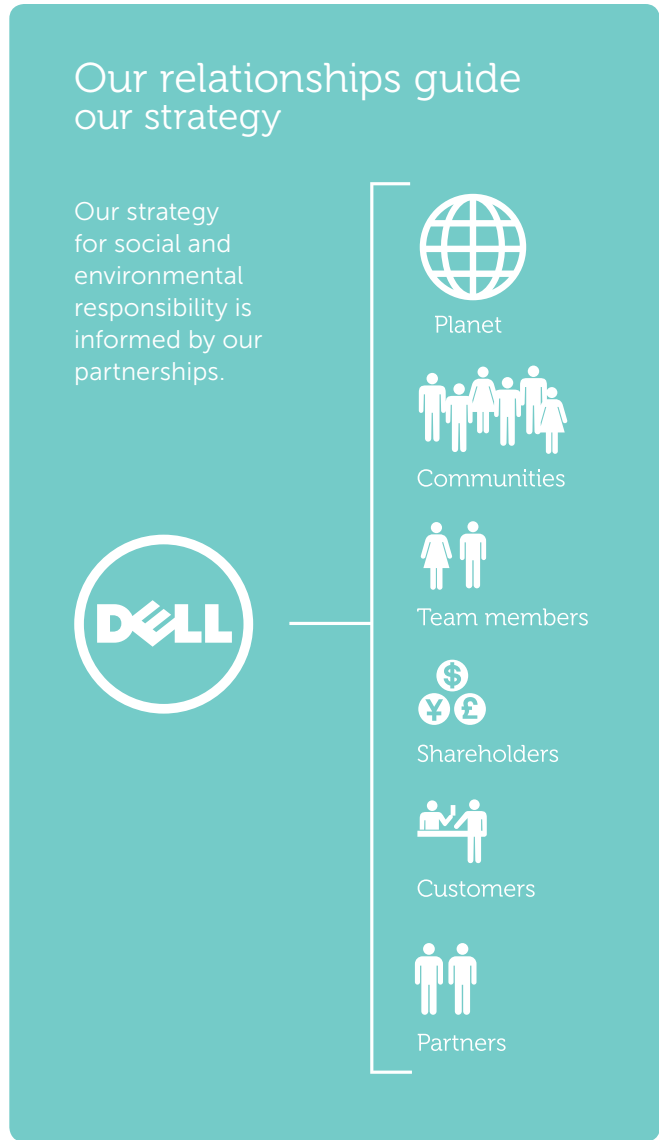 Our relationships guide
our strategy
Our strategy
for social and
environmental
responsibility is
informed by our
partnerships.
DELL
Planet
Communities
Team members
$
¥ £
Shareholders
Customers
Partners